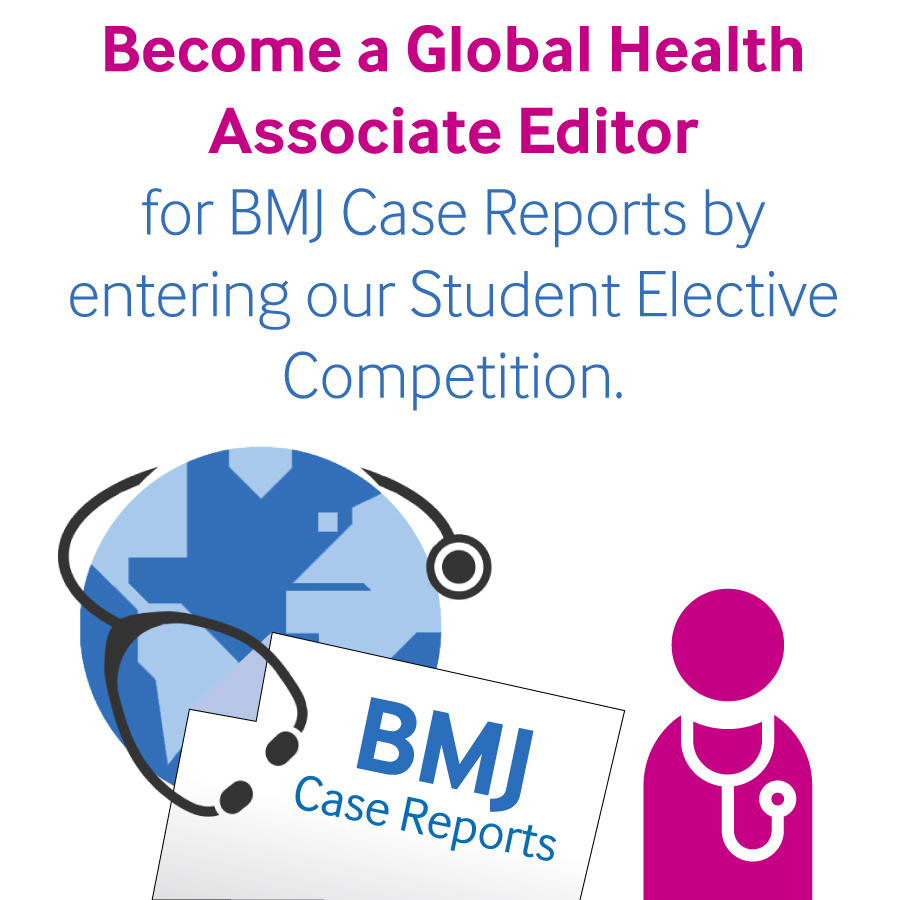 Become a Global Health
Associate Editor
for BMJ Case Reports by
entering our Student Elective
Competition.
BMJ
Case Reports